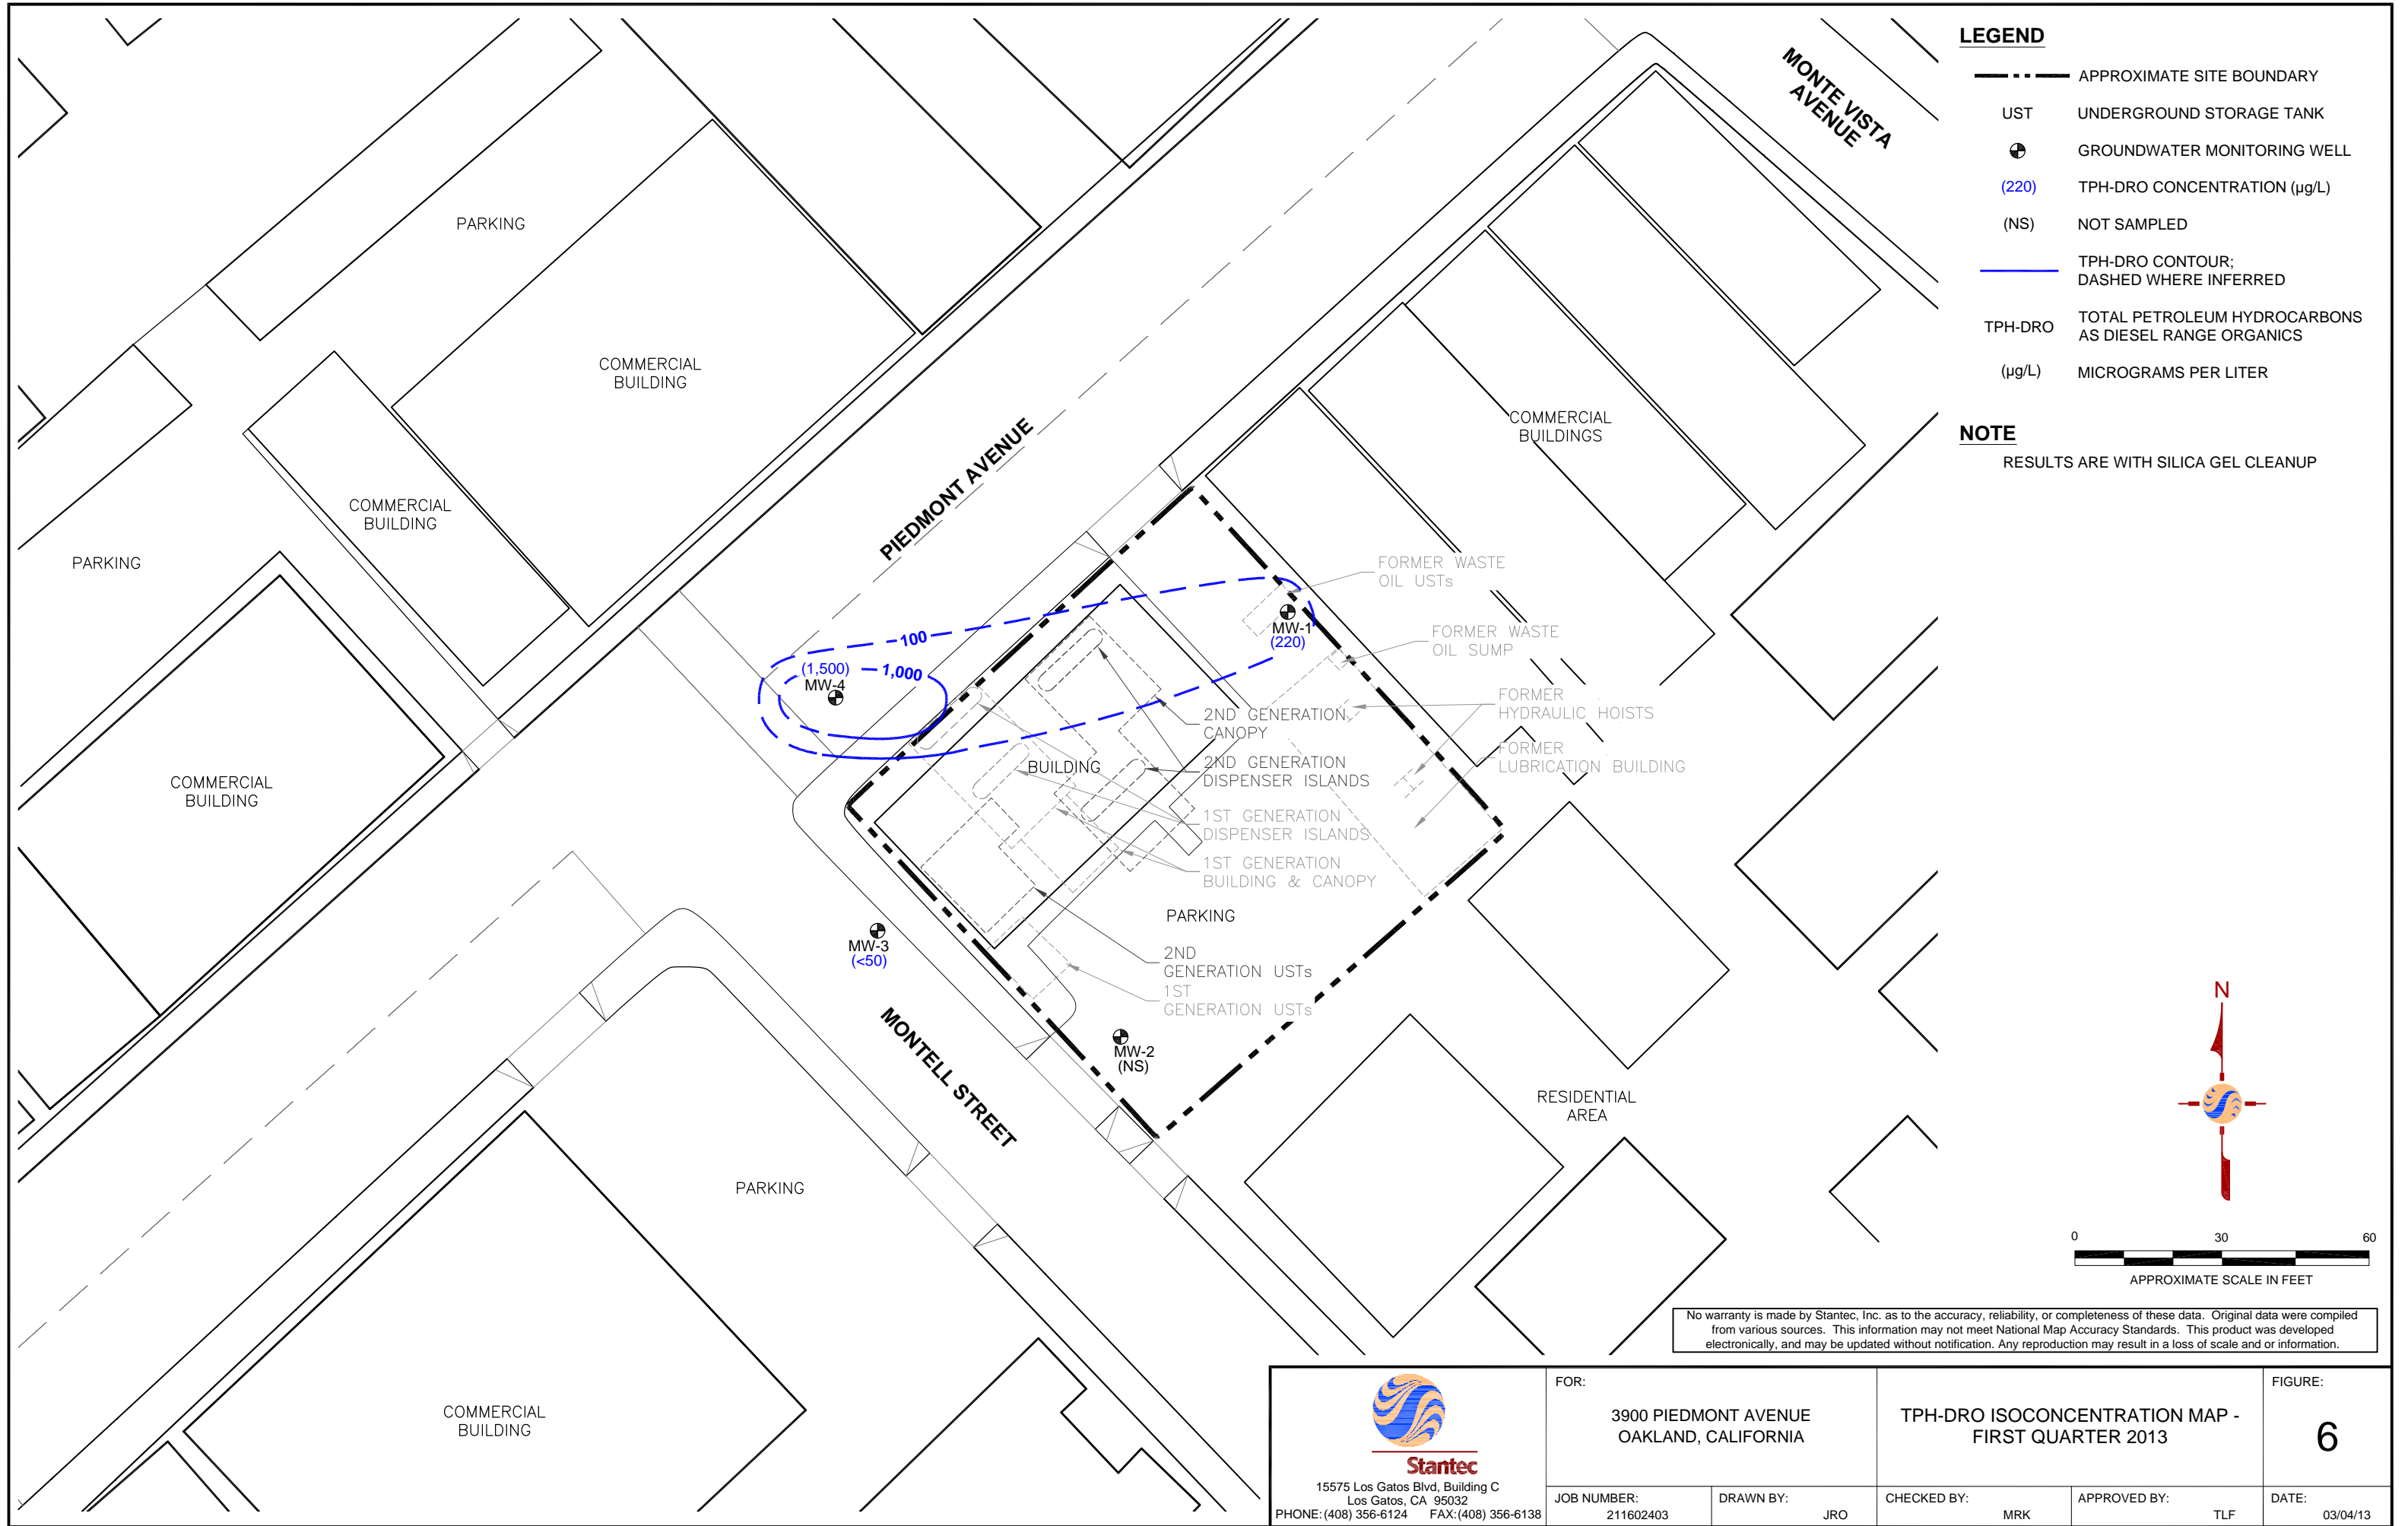 LEGEND
APPROXIMATE SITE BOUNDARY
UST UNDERGROUND STORAGE TANK
GROUNDWATER MONITORING WELL
(220) TPH-DRO CONCENTRATION (µg/L)
(NS) NOT SAMPLED
TPH-DRO CONTOUR;
DASHED WHERE INFERRED
TPH-DRO TOTAL PETROLEUM HYDROCARBONS
AS DIESEL RANGE ORGANICS
(µg/L) MICROGRAMS PER LITER
NOTE
RESULTS ARE WITH SILICA GEL CLEANUP
MONTE VISTA
AVENUE
PARKING
COMMERCIAL
BUILDING
COMMERCIAL
BUILDING
PARKING
COMMERCIAL
BUILDING
PIEDMONT AVENUE
COMMERCIAL
BUILDINGS
FORMER WASTE
OIL USTs
MW-1
(220)
FORMER WASTE
OIL SUMP
100
(1,500)
1,000
MW-4
FORMER
HYDRAULIC HOISTS
2ND GENERATION
CANOPY
FORMER
LUBRICATION BUILDING
BUILDING
2ND GENERATION
DISPENSER ISLANDS
1ST GENERATION
DISPENSER ISLANDS
1ST GENERATION
BUILDING & CANOPY
PARKING
MW-3
(<50)
2ND
GENERATION USTs
1ST
GENERATION USTs
MW-2
(NS)
MONTELL STREET
RESIDENTIAL
AREA
PARKING
COMMERCIAL
BUILDING
N
0 30 60
APPROXIMATE SCALE IN FEET
No warranty is made by Stantec, Inc. as to the accuracy, reliability, or completeness of these data. Original data were compiled
from various sources. This information may not meet National Map Accuracy Standards. This product was developed
electronically, and may be updated without notification. Any reproduction may result in a loss of scale and or information.
Stantec
15575 Los Gatos Blvd, Building C
Los Gatos, CA 95032
PHONE:(408) 356-6124 FAX:(408) 356-6138
FOR:
3900 PIEDMONT AVENUE
OAKLAND, CALIFORNIA
TPH-DRO ISOCONCENTRATION MAP -
FIRST QUARTER 2013
FIGURE:
6
JOB NUMBER:
211602403
DRAWN BY:
JRO
CHECKED BY:
MRK
APPROVED BY:
TLF
DATE:
03/04/13